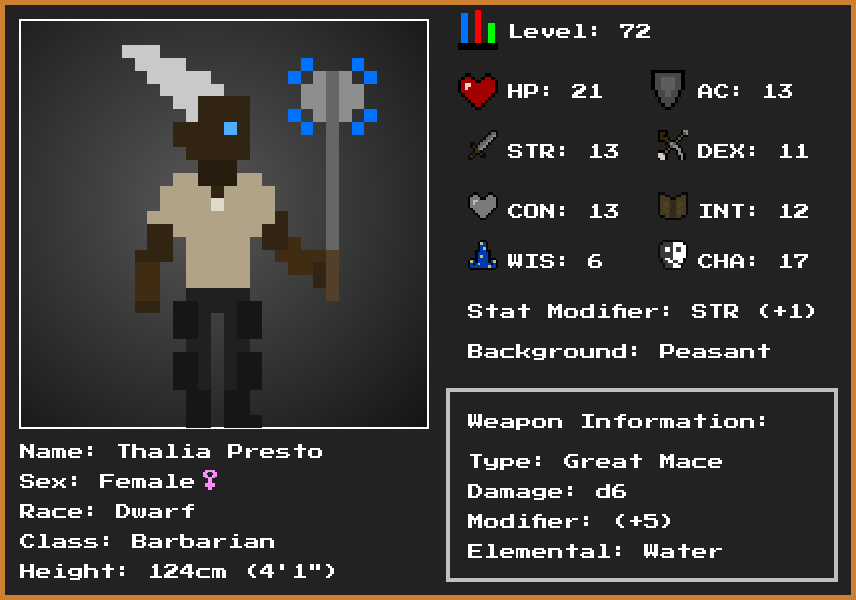 Level: 72
HP: 21
AC: 13
STR: 13
DEX: 11
CON: 13
INT: 12
WIS: 6
CHA: 17
Stat Modifier: STR (+1)
Background: Peasant
Name: Thalia Presto
Sex: Female♀
Race: Dwarf
Class: Barbarian
Height: 124cm (4'1")
Weapon Information:
Type: Great Mace
Damage: d6
Modifier: (+5)
Elemental: Water